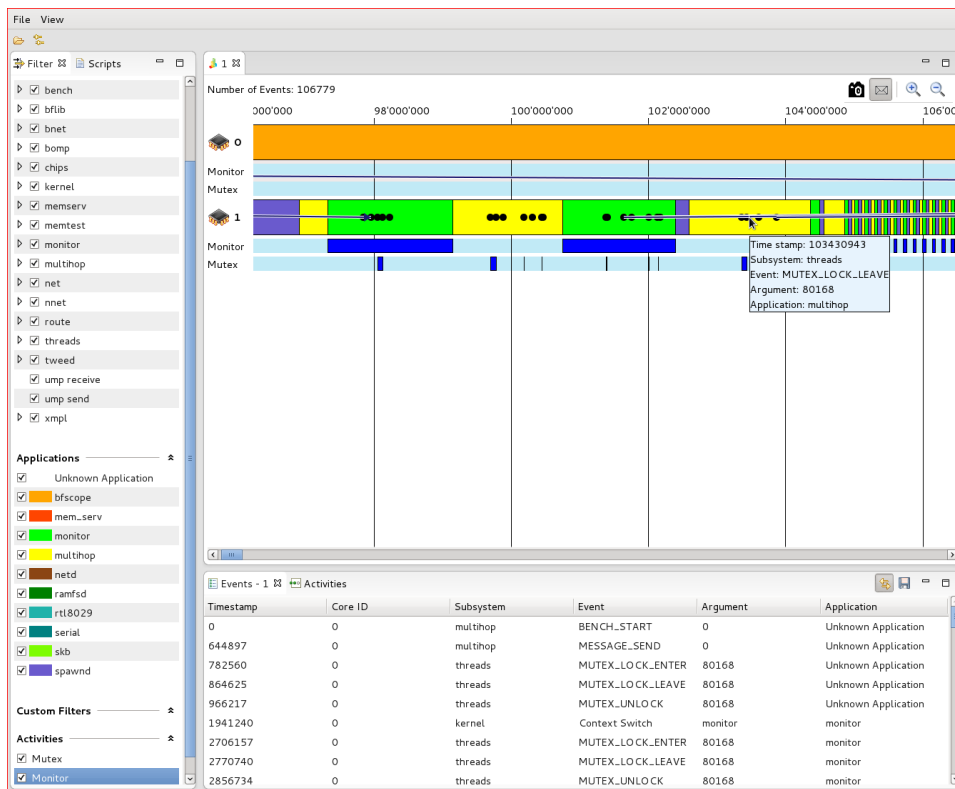 File View
Filter Scripts
1
Number of Events: 106779
000'000 98'000'000 100'000'000 102'000'000 104'000'000 106'0
bench
bflib
bnet
bomp
chips
kernel
memserv
memtest
monitor
multihop
net
nnet
route
threads
tweed
ump receive
ump send
xmpl
Applications
Unknown Application
bfscope
mem_serv
monitor
multihop
netd
ramfsd
rtl8029
serial
skb
spawnd
Custom Filters
Activities
Mutex
Monitor
0
Monitor
Mutex
1
Monitor
Mutex
Time stamp: 103430943
Subsystem: threads
Event: MUTEX_LOCK_LEAVE
Argument: 80168
Application: multihop
Events - 1 Activities
Timestamp Core ID Subsystem Event Argument Application
0 0 multihop BENCH_START 0 Unknown Application
644897 0 multihop MESSAGE_SEND 0 Unknown Application
782560 0 threads MUTEX_LOCK_ENTER 80168 Unknown Application
864625 0 threads MUTEX_LOCK_LEAVE 80168 Unknown Application
966217 0 threads MUTEX_UNLOCK 80168 Unknown Application
1941240 0 kernel Context Switch monitor monitor
2706157 0 threads MUTEX_LOCK_ENTER 80168 monitor
2770740 0 threads MUTEX_LOCK_LEAVE 80168 monitor
2856734 0 threads MUTEX_UNLOCK 80168 monitor